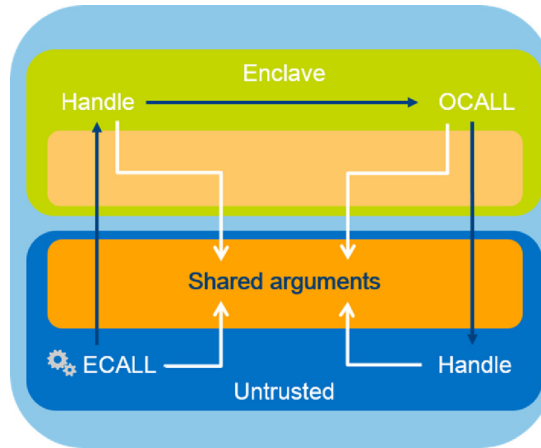 Enclave
Handle
OCALL
Shared arguments
ECALL
Handle
Untrusted